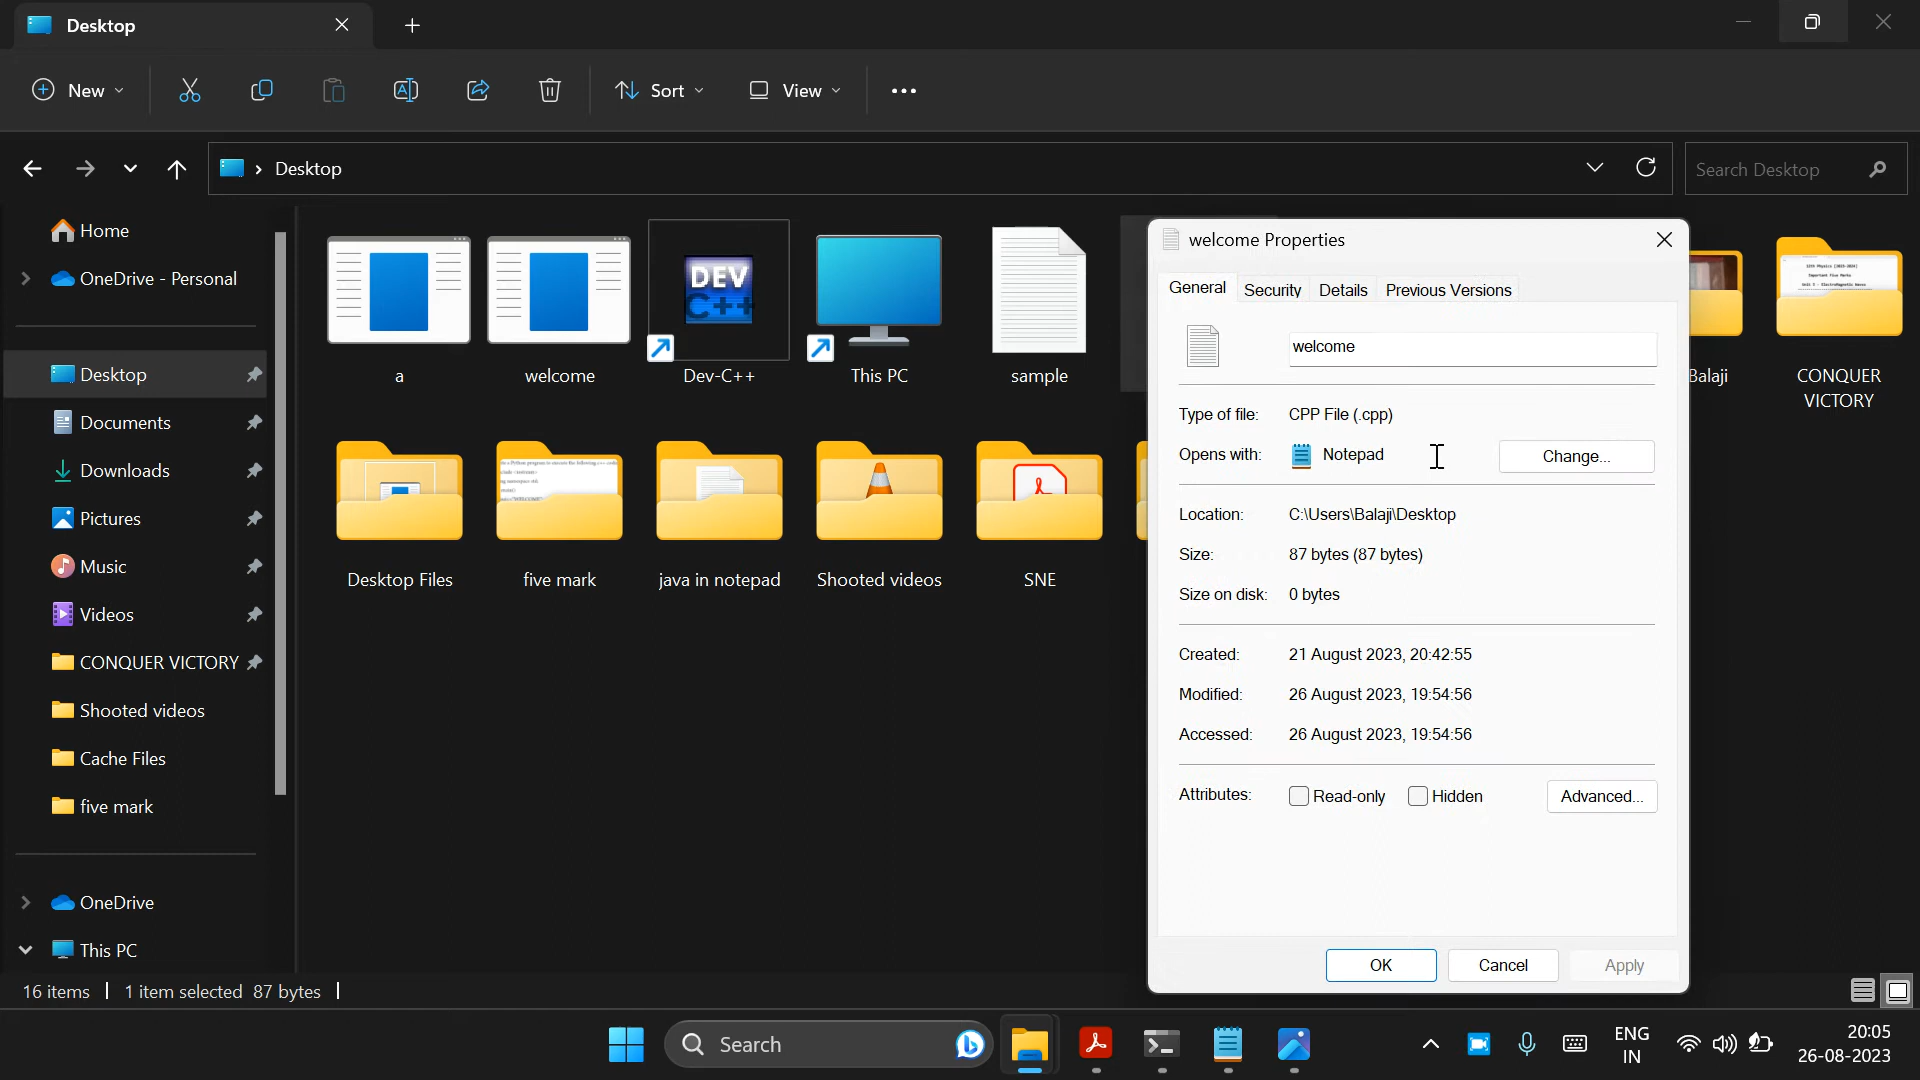 Desktop
New
Sort
View
Desktop
Search Desktop
Home
OneDrive - Personal
Desktop
Documents
Downloads
Pictures
Music
Videos
CONQUER VICTORY
Shooted videos
Cache Files
five mark
OneDrive
This PC
a
welcome
DEV
C++
Dev-C++
This PC
sample
Balaji
CONQUER
VICTORY
Desktop Files
five mark
java in notepad
Shooted videos
SNE
welcome Properties
General
Security
Details
Previous Versions
welcome
Type of file: CPP File (.cpp)
Opens with: Notepad
Change...
Location: C:\Users\Balaji\Desktop
Size: 87 bytes (87 bytes)
Size on disk: 0 bytes
Created: 21 August 2023, 20:42:55
Modified: 26 August 2023, 19:54:56
Accessed: 26 August 2023, 19:54:56
Attributes: Read-only Hidden Advanced...
OK Cancel Apply
16 items 1 item selected 87 bytes
Search
ENG
IN
20:05
26-08-2023